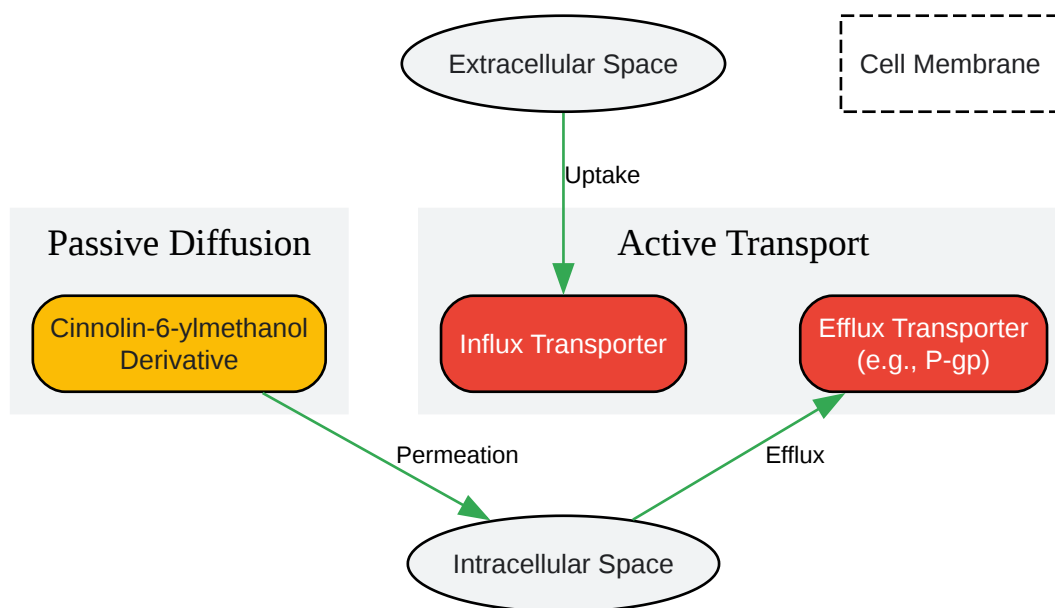 Extracellular Space
Cell Membrane
Uptake
Passive Diffusion
Active Transport
Cinnolin-6-ylmethanol
Derivative
Influx Transporter
Efflux Transporter
(e.g., P-gp)
Permeation
Efflux
Intracellular Space